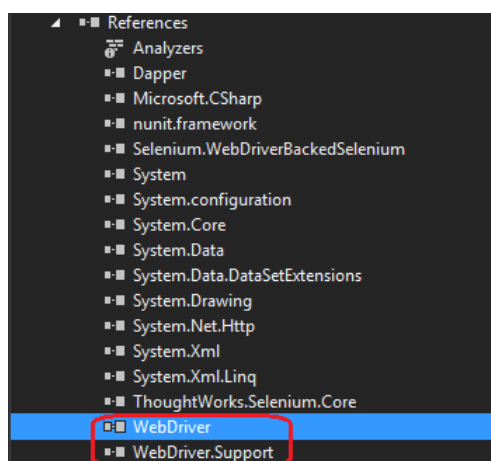 References
Analyzers
Dapper
Microsoft.CSharp
nunit.framework
Selenium.WebDriverBackedSelenium
System
System.configuration
System.Core
System.Data
System.Data.DataSetExtensions
System.Drawing
System.Net.Http
System.Xml
System.Xml.Linq
ThoughtWorks.Selenium.Core
WebDriver
WebDriver.Support